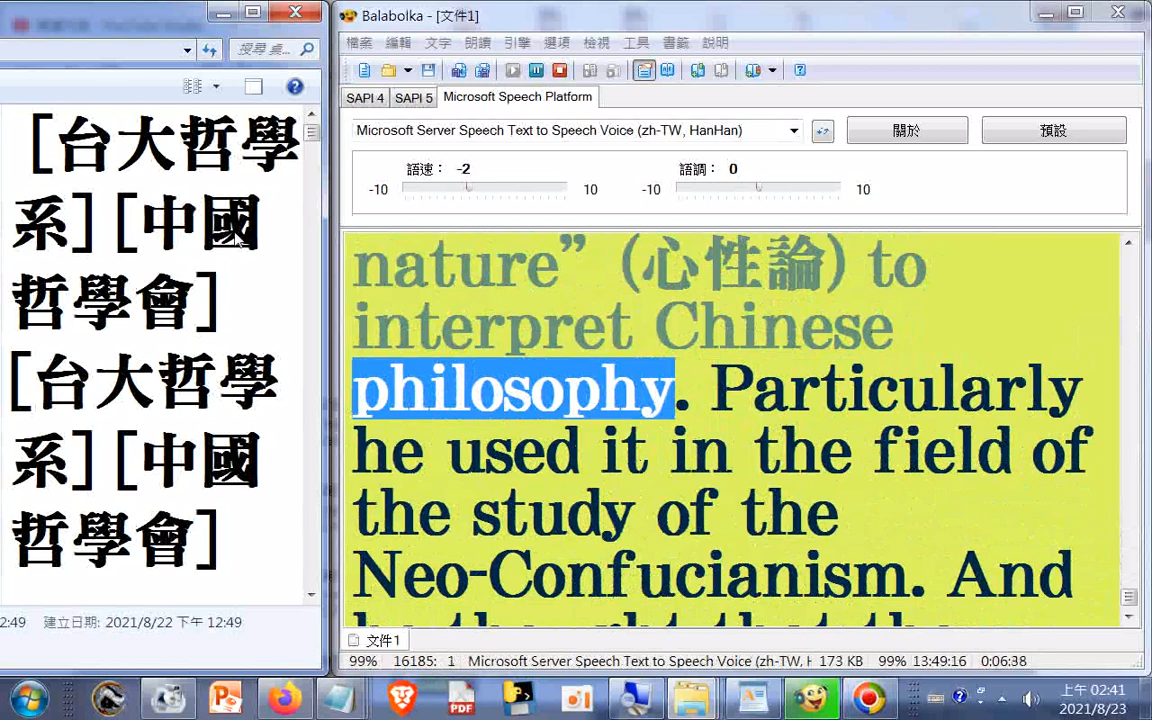 搜尋 桌...
[台大哲學
系] [中國
哲學會]
[台大哲學
系] [中國
哲學會]
2:49 建立日期: 2021/8/22 下午 12:49
Balabolka - [文件1]
檔案 編輯 文字 朗讀 引擎 選項 檢視 工具 書籤 說明
SAPI 4 SAPI 5 Microsoft Speech Platform
Microsoft Server Speech Text to Speech Voice (zh-TW, HanHan) 關於 預設
語速： -2 語調： 0
-10 10 -10 10
nature” (心性論) to
interpret Chinese
philosophy. Particularly
he used it in the field of
the study of the
Neo-Confucianism. And
文件1
99% 16185: 1 Microsoft Server Speech Text to Speech Voice (zh-TW, H 173 KB 99% 13:49:16 0:06:38
PDF
上午 02:41
2021/8/23